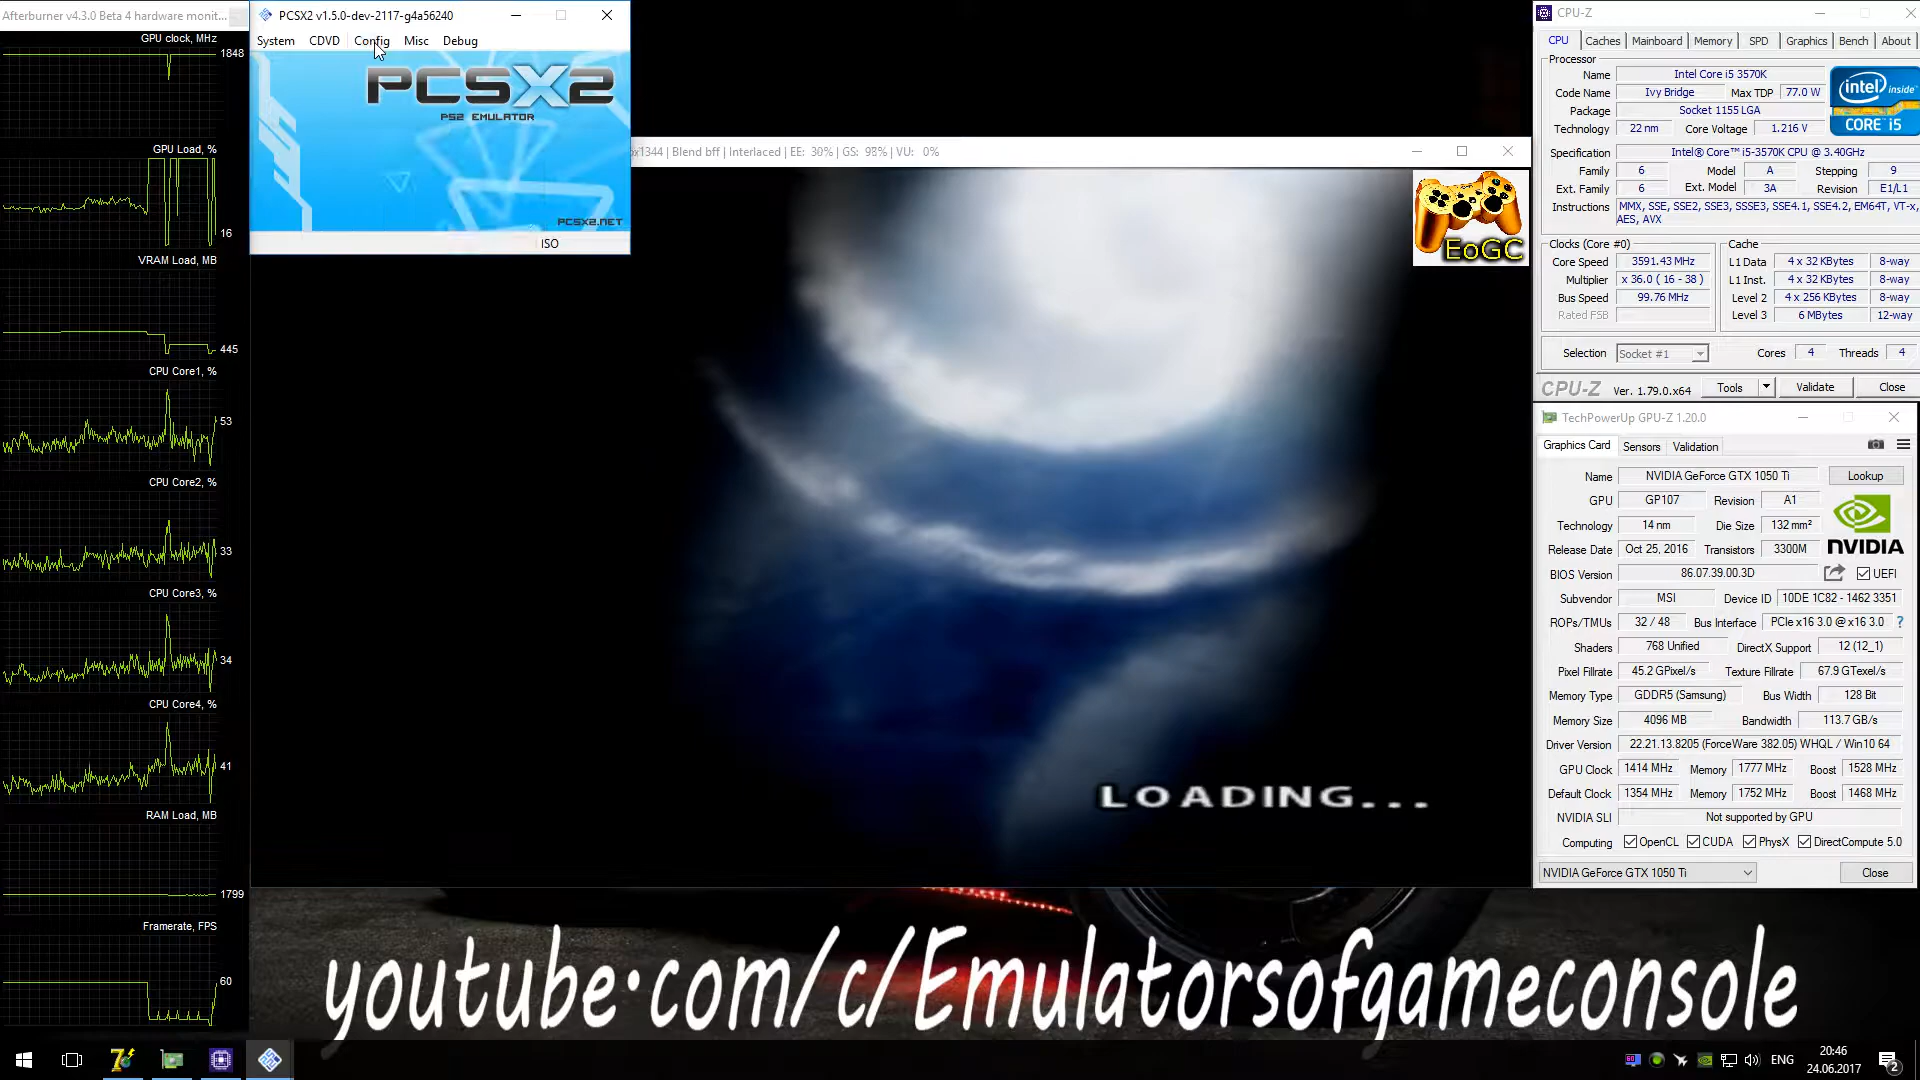 Afterburner v4.3.0 Beta 4 hardware monit...
GPU clock, MHz
1848
GPU Load, %
16
VRAM Load, MB
445
CPU Core1, %
53
CPU Core2, %
33
CPU Core3, %
34
CPU Core4, %
41
RAM Load, MB
1799
Framerate, FPS
60
PCSX2 v1.5.0-dev-2117-g4a56240
System CDVD Config Misc Debug
PCSX2
PS2 EMULATOR
PCSX2.NET
ISO
x1344 | Blend bff | Interlaced | EE: 30% | GS: 98% | VU: 0%
EoGC
LOADING...
CPU-Z
CPU Caches Mainboard Memory SPD Graphics Bench About
Processor
Name Intel Core i5 3570K
Code Name Ivy Bridge Max TDP 77.0 W
Package Socket 1155 LGA
Technology 22 nm Core Voltage 1.216 V
intel inside™
CORE i5
Specification Intel® Core™ i5-3570K CPU @ 3.40GHz
Family 6 Model A Stepping 9
Ext. Family 6 Ext. Model 3A Revision E1/L1
Instructions MMX, SSE, SSE2, SSE3, SSSE3, SSE4.1, SSE4.2, EM64T, VT-x,
AES, AVX
Clocks (Core #0) Cache
Core Speed 3591.43 MHz L1 Data 4 x 32 KBytes 8-way
Multiplier x 36.0 ( 16 - 38 ) L1 Inst. 4 x 32 KBytes 8-way
Bus Speed 99.76 MHz Level 2 4 x 256 KBytes 8-way
Rated FSB Level 3 6 MBytes 12-way
Selection Socket #1 Cores 4 Threads 4
CPU-Z Ver. 1.79.0.x64 Tools Validate Close
TechPowerUp GPU-Z 1.20.0
Graphics Card Sensors Validation
Name NVIDIA GeForce GTX 1050 Ti Lookup
GPU GP107 Revision A1
Technology 14 nm Die Size 132 mm²
Release Date Oct 25, 2016 Transistors 3300M
NVIDIA
BIOS Version 86.07.39.00.3D UEFI
Subvendor MSI Device ID 10DE 1C82 - 1462 3351
ROPs/TMUs 32 / 48 Bus Interface PCIe x16 3.0 @ x16 3.0 ?
Shaders 768 Unified DirectX Support 12 (12_1)
Pixel Fillrate 45.2 GPixel/s Texture Fillrate 67.9 GTexel/s
Memory Type GDDR5 (Samsung) Bus Width 128 Bit
Memory Size 4096 MB Bandwidth 113.7 GB/s
Driver Version 22.21.13.8205 (ForceWare 382.05) WHQL / Win10 64
GPU Clock 1414 MHz Memory 1777 MHz Boost 1528 MHz
Default Clock 1354 MHz Memory 1752 MHz Boost 1468 MHz
NVIDIA SLI Not supported by GPU
Computing OpenCL CUDA PhysX DirectCompute 5.0
NVIDIA GeForce GTX 1050 Ti Close
youtube.com/c/Emulatorsofgameconsole
60 ENG 20:46
24.06.2017 2